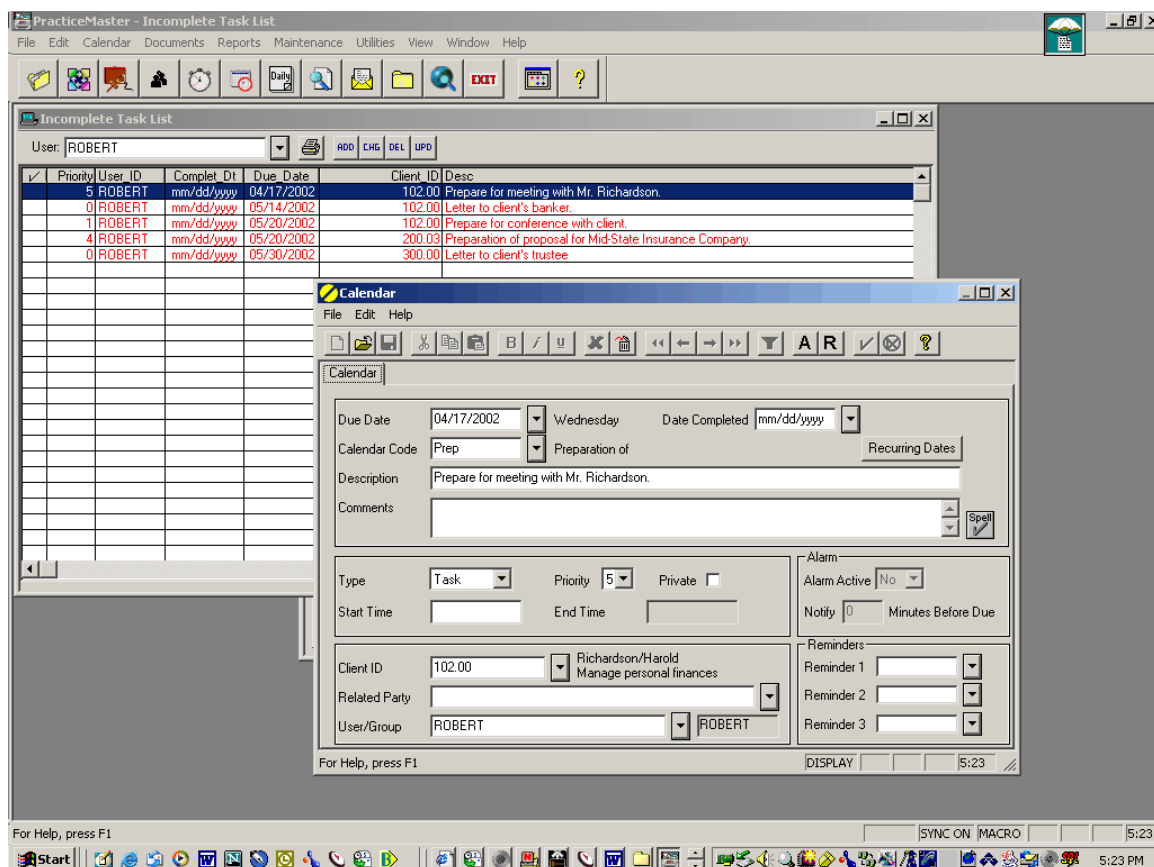 PracticeMaster - Incomplete Task List
File Edit Calendar Documents Reports Maintenance Utilities View Window Help
Daily EXIT ?
Incomplete Task List
User: ROBERT ADD CHG DEL UPD
Priority User_ID Complet_Dt Due_Date Client_ID Desc
5 ROBERT mm/dd/yyyy 04/17/2002 102.00 Prepare for meeting with Mr. Richardson.
0 ROBERT mm/dd/yyyy 05/14/2002 102.00 Letter to client's banker.
1 ROBERT mm/dd/yyyy 05/20/2002 102.00 Prepare for conference with client.
4 ROBERT mm/dd/yyyy 05/20/2002 200.03 Preparation of proposal for Mid-State Insurance Company.
0 ROBERT mm/dd/yyyy 05/30/2002 300.00 Letter to client's trustee
Calendar
File Edit Help
B I U A R ?
Calendar
Due Date 04/17/2002 Wednesday Date Completed mm/dd/yyyy
Calendar Code Prep Preparation of Recurring Dates
Description Prepare for meeting with Mr. Richardson.
Comments Spell
Alarm
Type Task Priority 5 Private Alarm Active No
Start Time End Time Notify 0 Minutes Before Due
Reminders
Client ID 102.00 Richardson/Harold Reminder 1
Manage personal finances
Related Party Reminder 2
User/Group ROBERT ROBERT Reminder 3
For Help, press F1 DISPLAY 5:23
For Help, press F1 SYNC ON MACRO 5:23
Start 5:23 PM